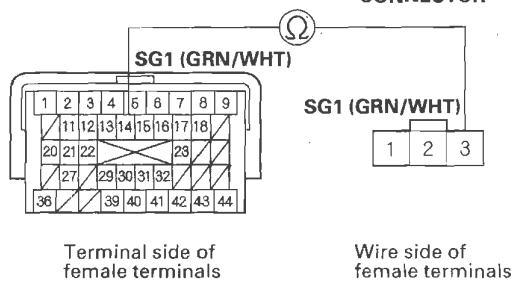 CONNECTOR
Ω
SG1 (GRN/WHT)
SG1 (GRN/WHT)
1 2 3 4 5 6 7 8 9
11 12 13 14 15 16 17 18
20 21 22 23
27 29 30 31 32
36 39 40 41 42 43 44
1 2 3
Terminal side of
female terminals
Wire side of
female terminals